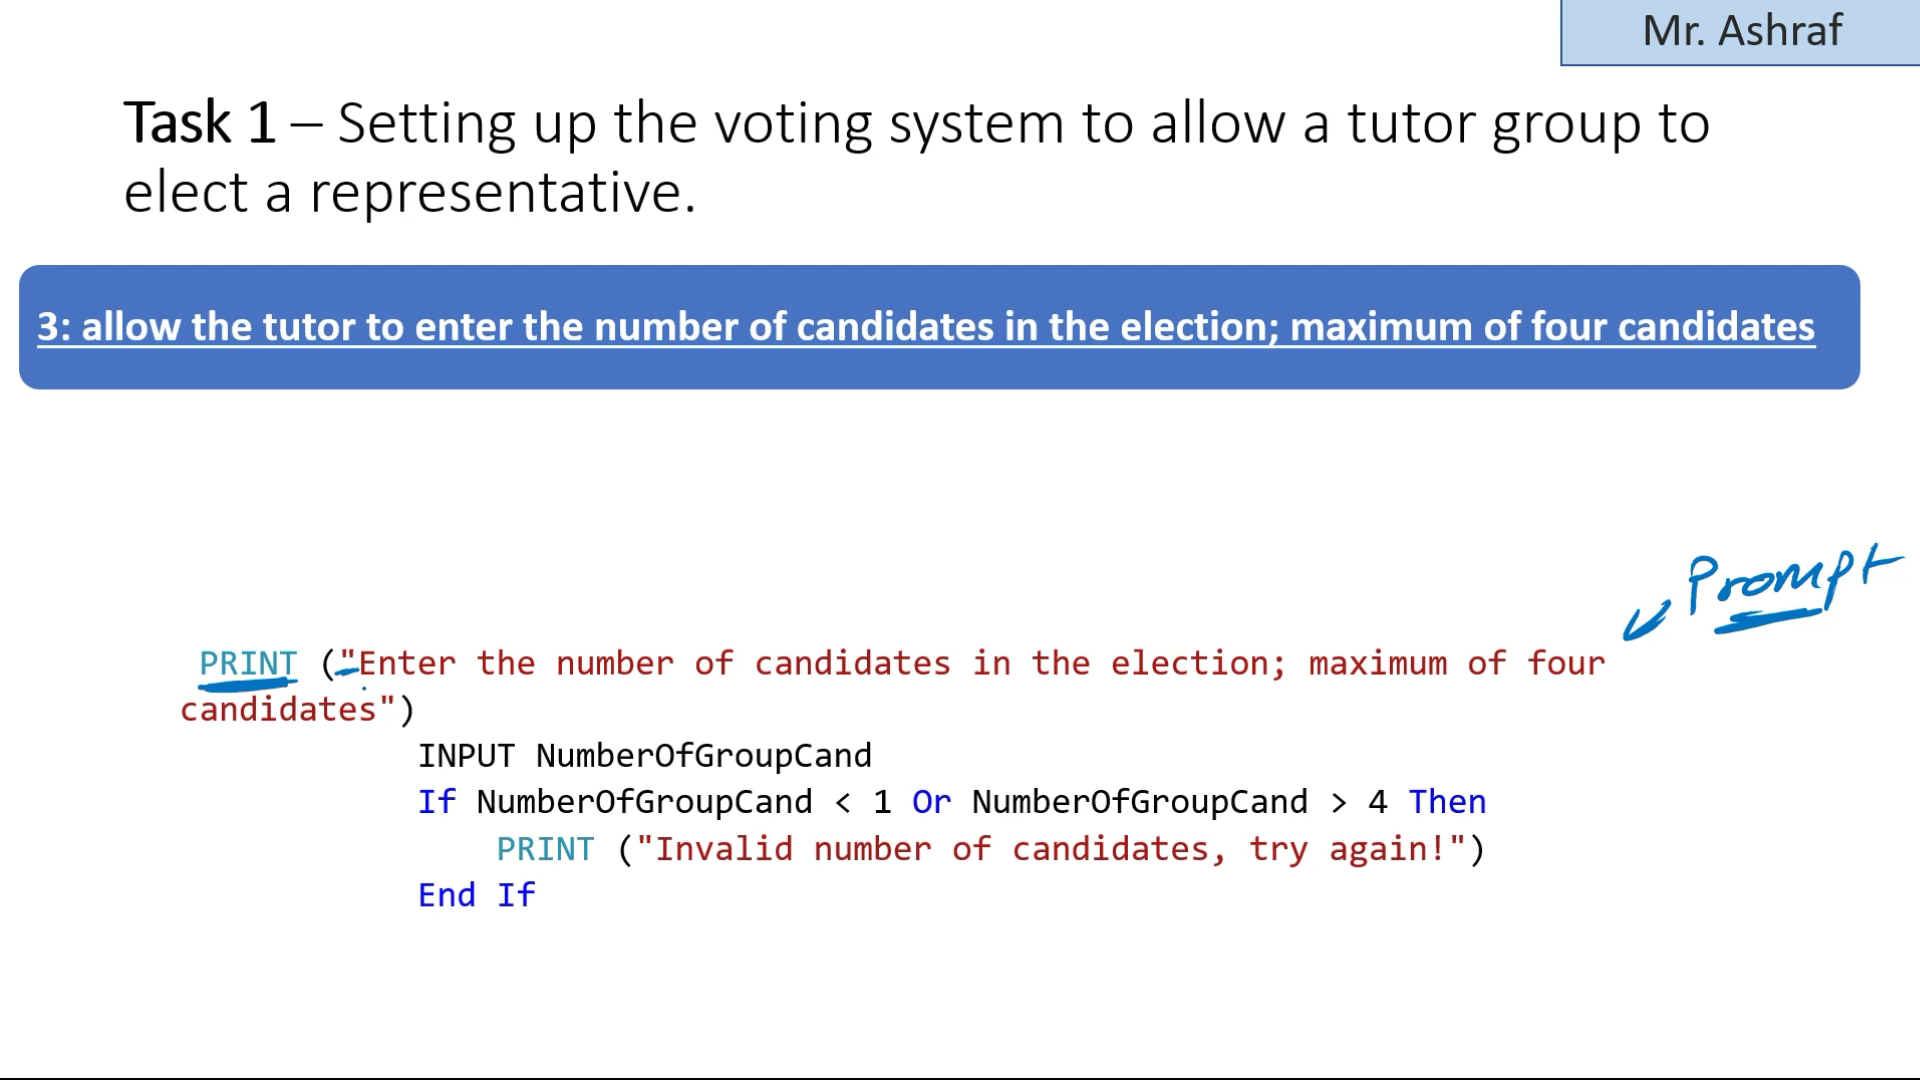 Mr. Ashraf
Task 1 – Setting up the voting system to allow a tutor group to
elect a representative.
3: allow the tutor to enter the number of candidates in the election; maximum of four candidates
Prompt
PRINT ("Enter the number of candidates in the election; maximum of four
candidates")
INPUT NumberOfGroupCand
If NumberOfGroupCand < 1 Or NumberOfGroupCand > 4 Then
PRINT ("Invalid number of candidates, try again!")
End If